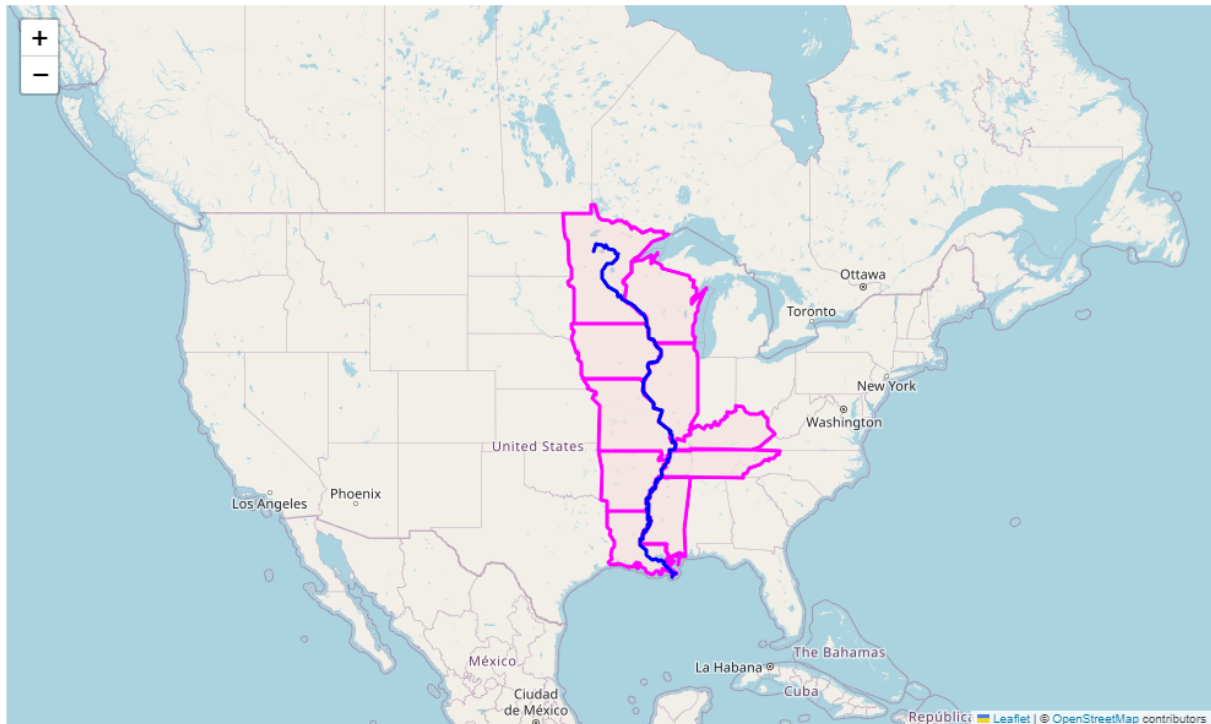 +
−
Ottawa
Toronto
New York
Washington
United States
Los Angeles
Phoenix
The Bahamas
La Habana
México
Cuba
Ciudad
de México
Repúblic
Leaflet | © OpenStreetMap contributors